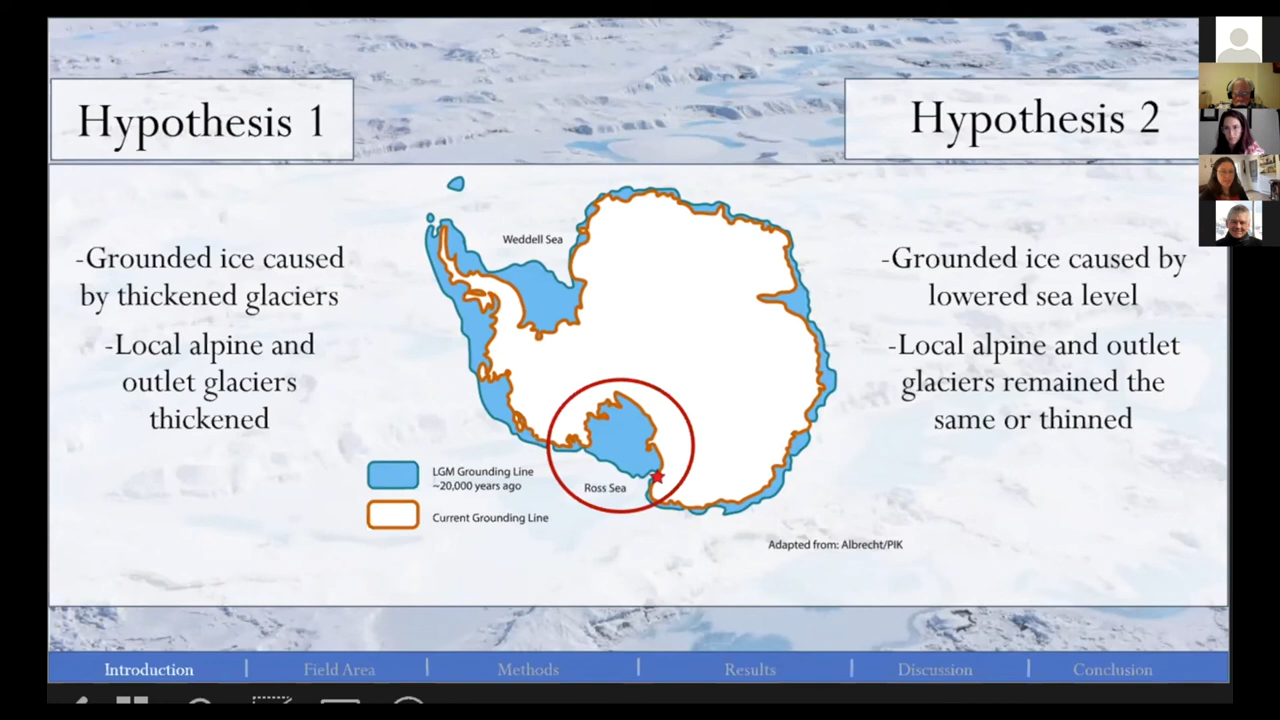 Hypothesis 1
Hypothesis 2
-Grounded ice caused
by thickened glaciers
-Local alpine and
outlet glaciers
thickened
Weddell Sea
Ross Sea
LGM Grounding Line
~20,000 years ago
Current Grounding Line
Adapted from: Albrecht/PIK
-Grounded ice caused by
lowered sea level
-Local alpine and outlet
glaciers remained the
same or thinned
Introduction | Field Area | Methods | Results | Discussion | Conclusion